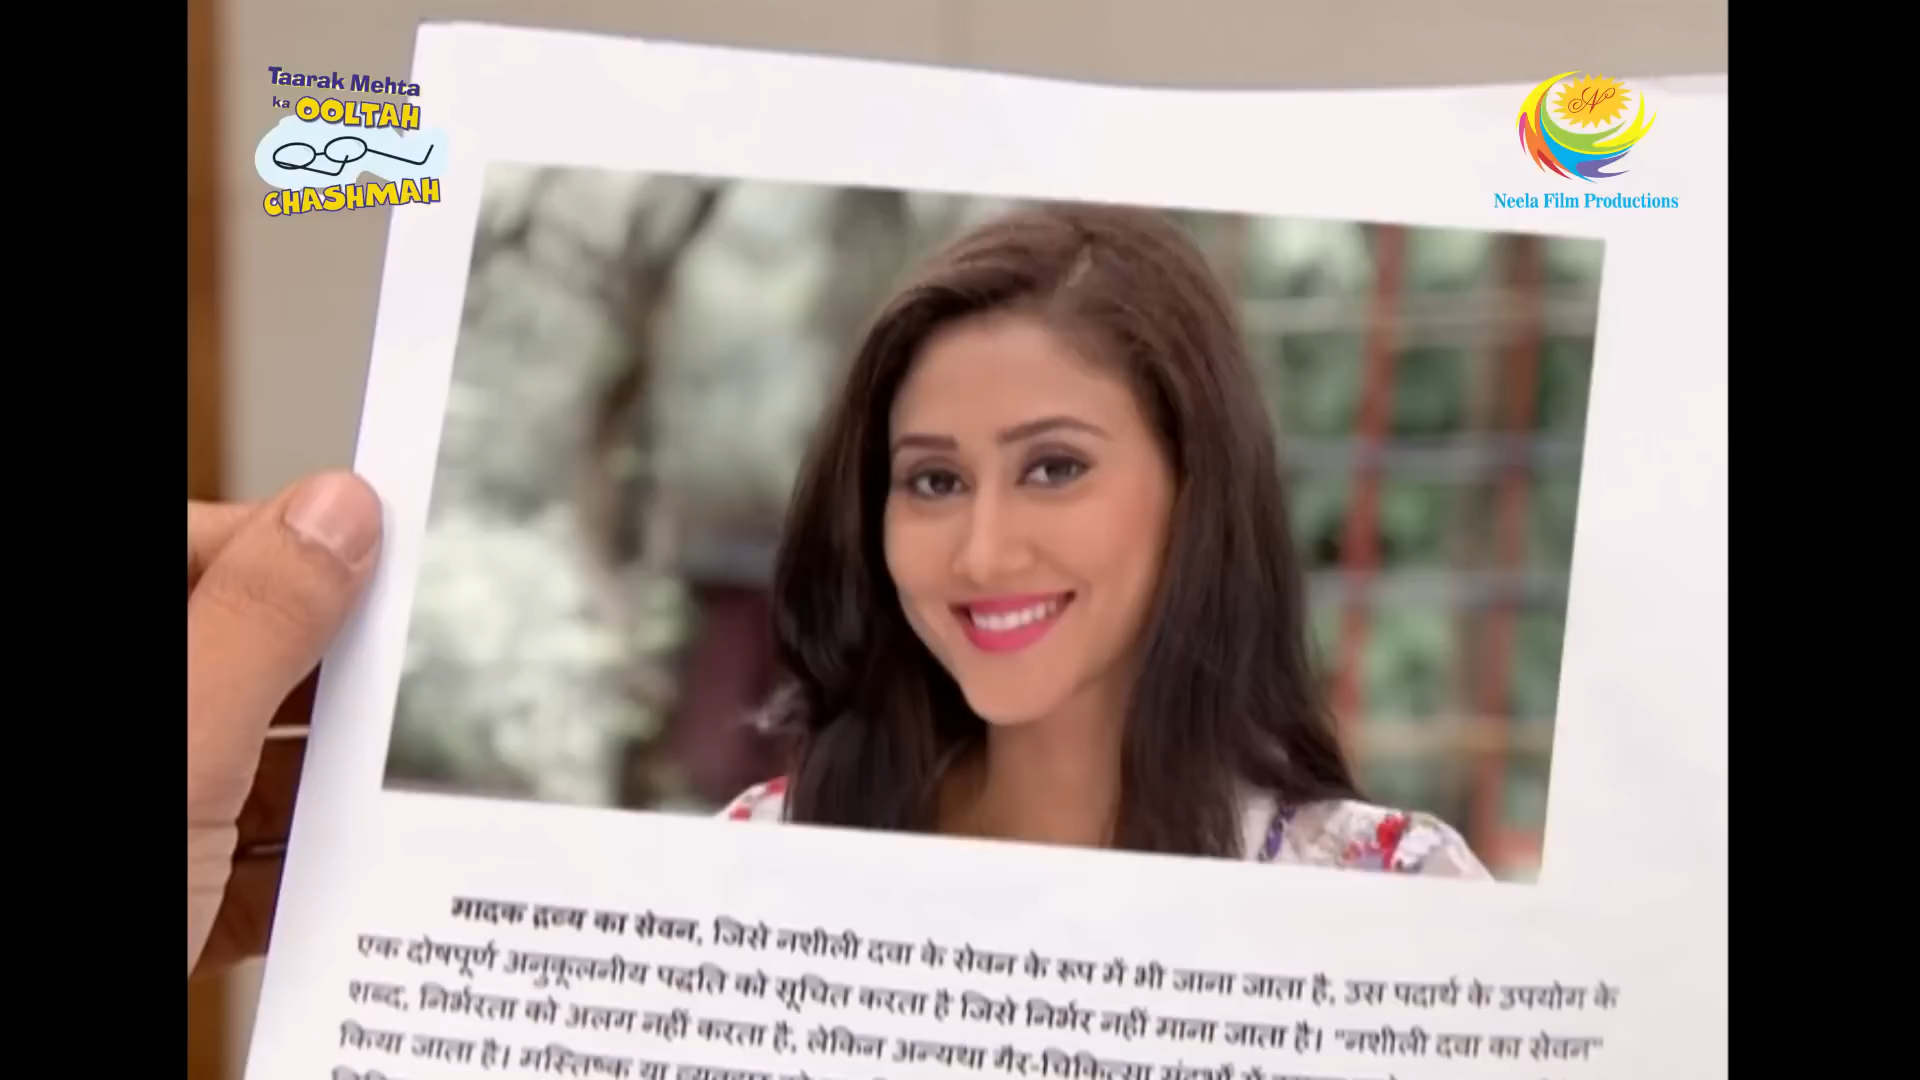 Taarak Mehta
ka OOLTAH
CHASHMAH
Neela Film Productions
मादक द्रव्य का सेवन, जिसे नशीली दवा के सेवन के रूप में भी जाना जाता है, उस पदार्थ के उपयोग के
एक दोषपूर्ण अनुकूलनीय पद्धति को सूचित करता है जिसे निर्भर नहीं माना जाता है। "नशीली दवा का सेवन"
शब्द, निर्भरता को अलग नहीं करता है, लेकिन अन्यथा गैर-चिकित्सा संदर्भों में
किया जाता है। मस्तिष्क या